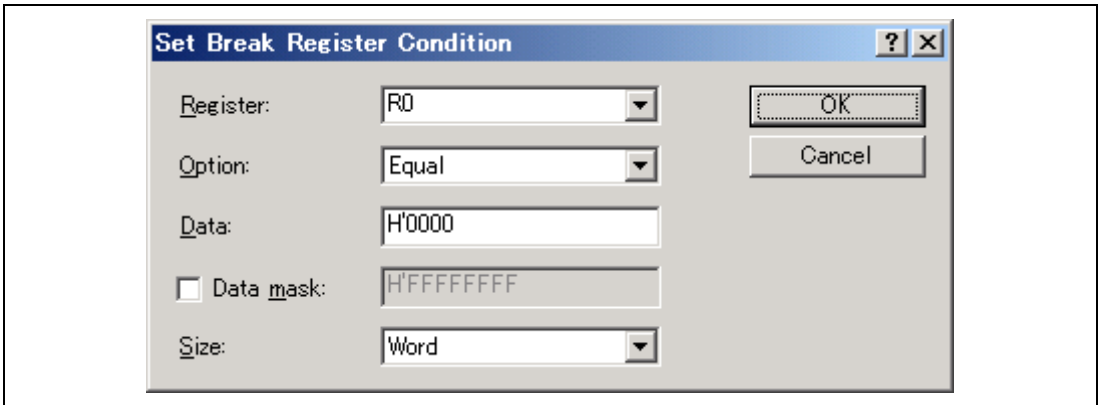 Set Break Register Condition
Register: R0
OK
Option: Equal
Cancel
Data: H'0000
Data mask: H'FFFFFFFF
Size: Word